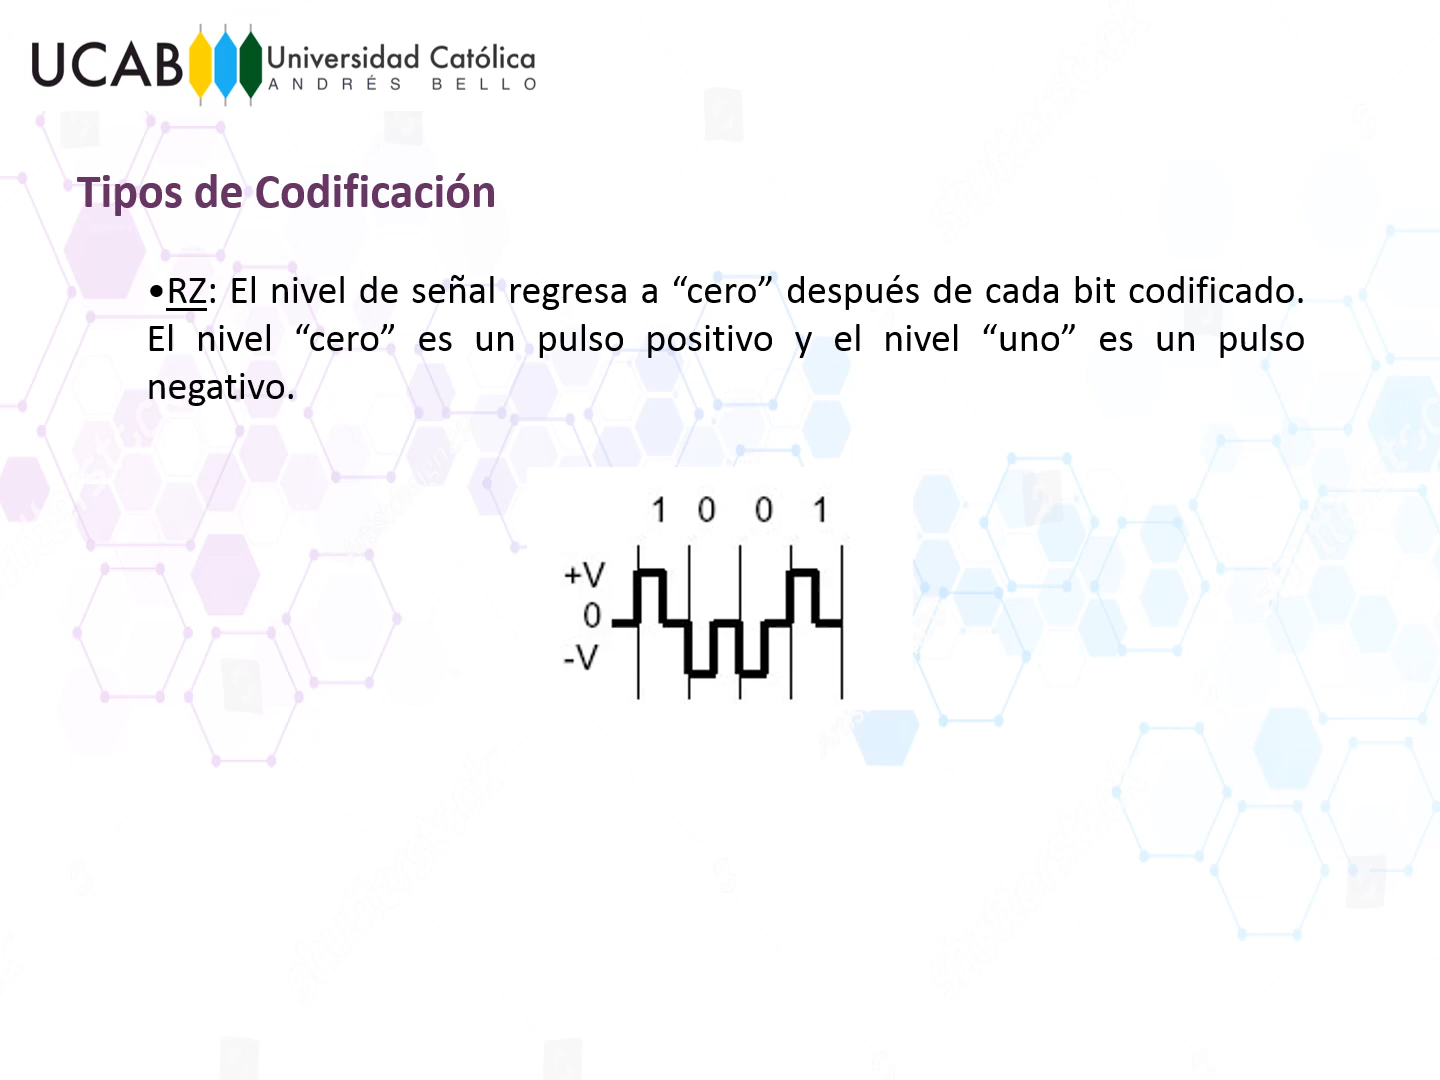 UCAB Universidad Católica
ANDRÉS BELLO
Tipos de Codificación
•RZ: El nivel de señal regresa a “cero” después de cada bit codificado.
El nivel “cero” es un pulso positivo y el nivel “uno” es un pulso
negativo.
1 0 0 1
+V
0
-V